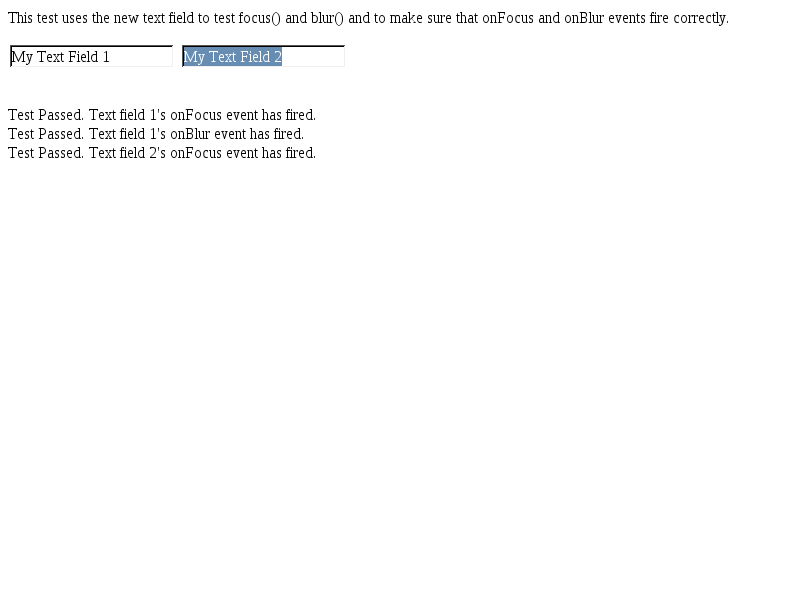 This test uses the new text field to test focus() and blur() and to make sure that onFocus and onBlur events fire correctly.
My Text Field 1 My Text Field 2
Test Passed. Text field 1's onFocus event has fired.
Test Passed. Text field 1's onBlur event has fired.
Test Passed. Text field 2's onFocus event has fired.